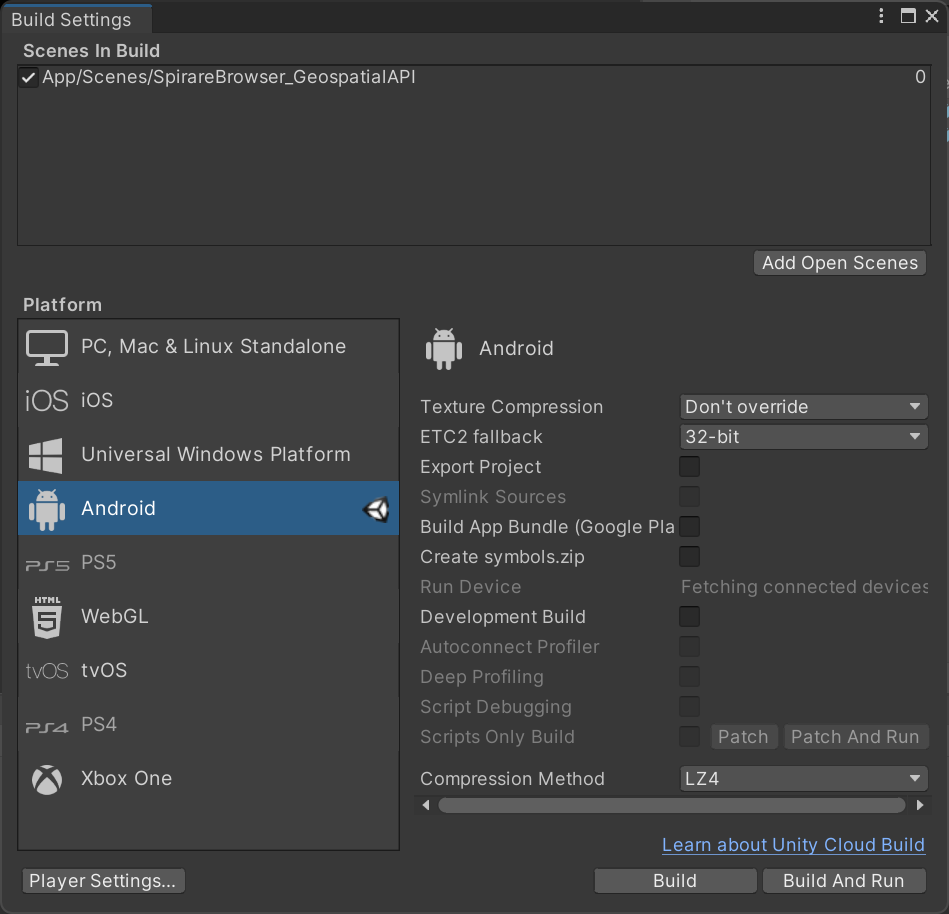 Build Settings
Scenes In Build
App/Scenes/SpirareBrowser_GeospatialAPI 0
Add Open Scenes
Platform
PC, Mac & Linux Standalone
iOS iOS
Universal Windows Platform
Android
PS5 PS5
HTML
5 WebGL
tvOS tvOS
PS4 PS4
Xbox One
Android
Texture Compression Don't override
ETC2 fallback 32-bit
Export Project
Symlink Sources
Build App Bundle (Google Pla
Create symbols.zip
Run Device Fetching connected devices
Development Build
Autoconnect Profiler
Deep Profiling
Script Debugging
Scripts Only Build Patch Patch And Run
Compression Method LZ4
Learn about Unity Cloud Build
Player Settings... Build Build And Run